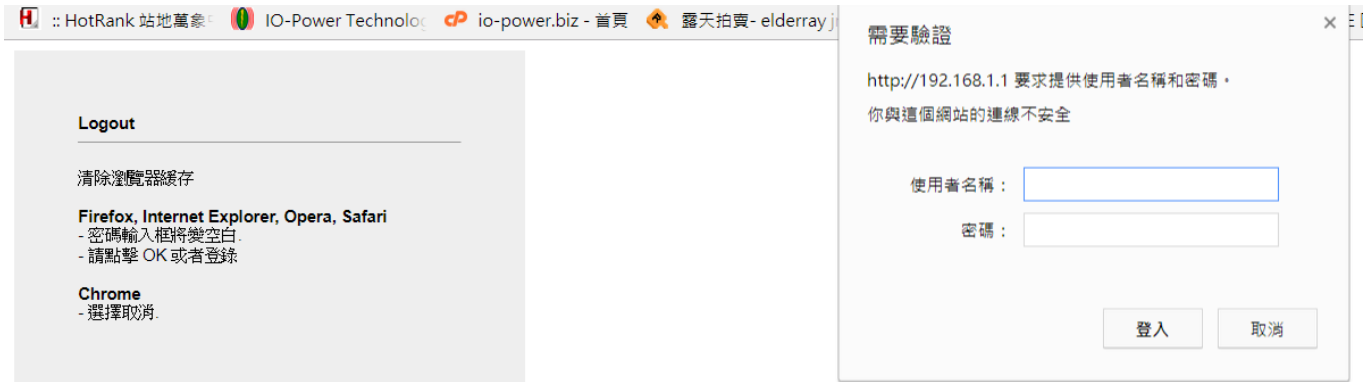 :: HotRank 站地萬象
IO-Power Technolo
io-power.biz - 首頁
露天拍賣- elderray
Logout
清除瀏覽器緩存
Firefox, Internet Explorer, Opera, Safari
- 密碼輸入框將變空白.
- 請點擊 OK 或者登錄
Chrome
- 選擇取消.
需要驗證
http://192.168.1.1 要求提供使用者名稱和密碼。
你與這個網站的連線不安全
使用者名稱：
密碼：
登入
取消